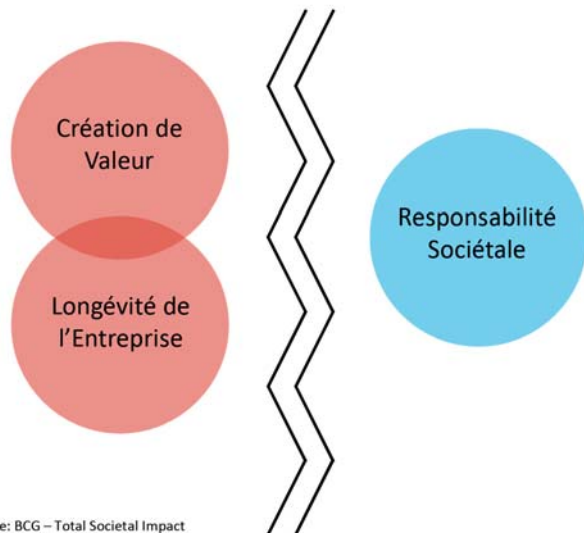 Création de
Valeur
Longévité de
l'Entreprise
Responsabilité
Sociétale
e: BCG – Total Societal Impact